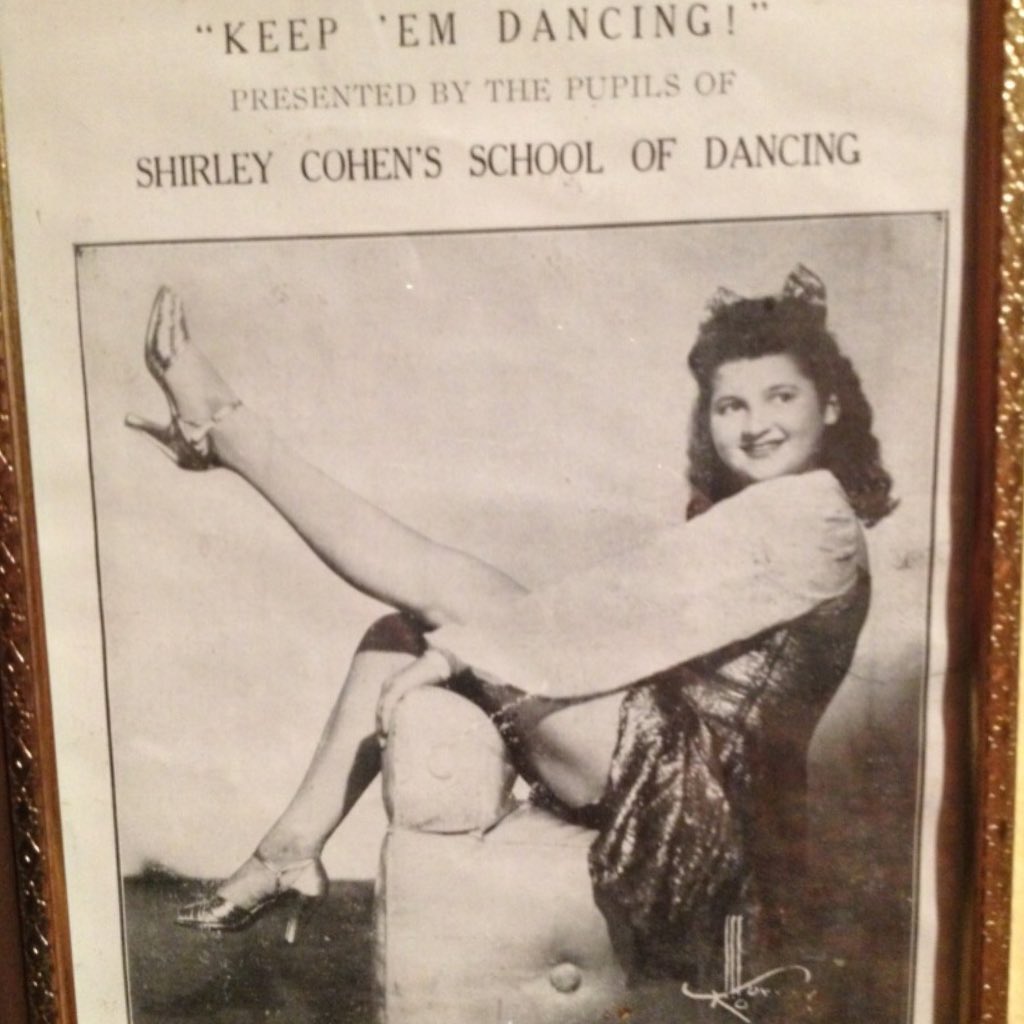 "KEEP 'EM DANCING!"
PRESENTED BY THE PUPILS OF
SHIRLEY COHEN'S SCHOOL OF DANCING